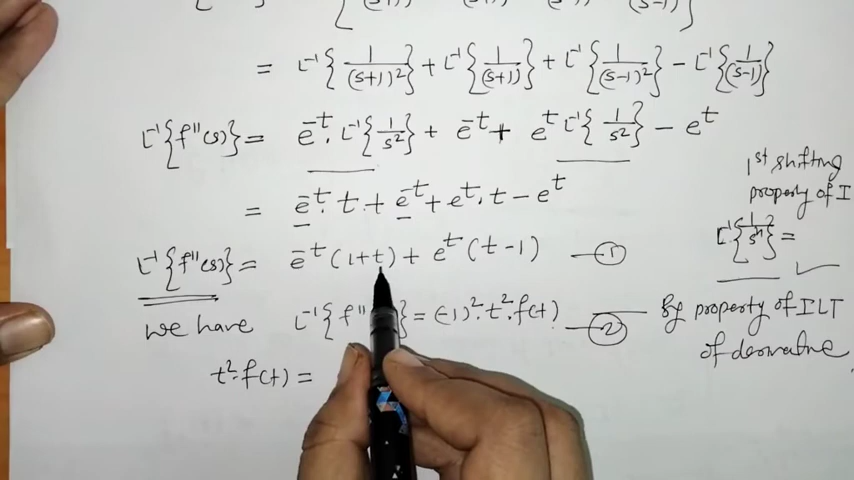 = L⁻¹{1/(s+1)²} + L⁻¹{1/(s+1)} + L⁻¹{1/(s-1)²} - L⁻¹{1/(s-1)}
L⁻¹{f''(s)} = e⁻ᵗ. L⁻¹{1/s²} + e⁻ᵗ + eᵗ L⁻¹{1/s²} - eᵗ
1st shifting
property of I
= e⁻ᵗ. t + e⁻ᵗ + eᵗ. t - eᵗ
L⁻¹{1/sⁿ} =
L⁻¹{f''(s)} = e⁻ᵗ(1+t) + eᵗ(t-1) —①
we have L⁻¹{f'' } = (-1)². t². f(t) —②
By property of ILT
of derivatve.
t². f(t) =